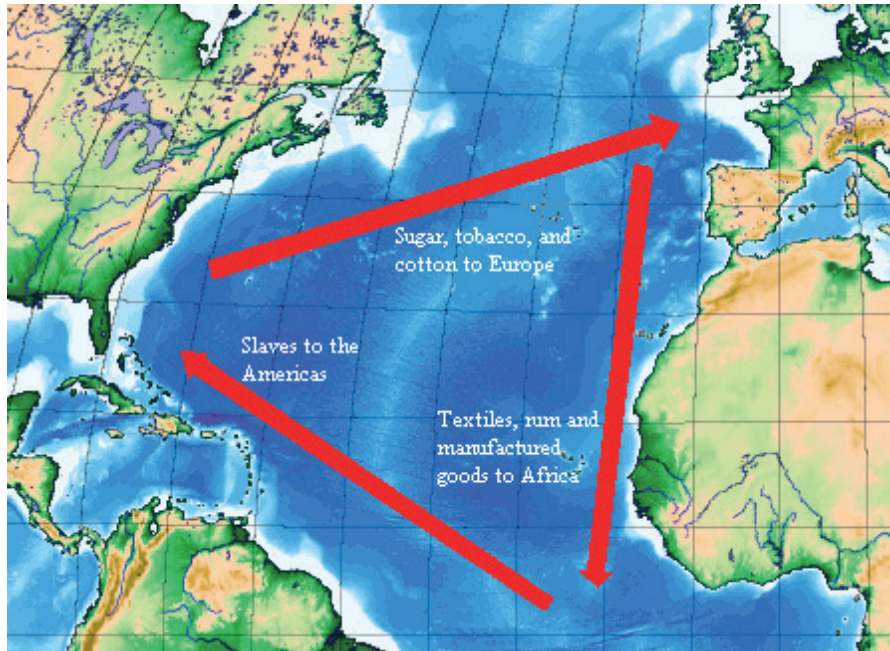 Sugar, tobacco, and
cotton to Europe
Slaves to the
Americas
Textiles, rum and
manufactured
goods to Africa